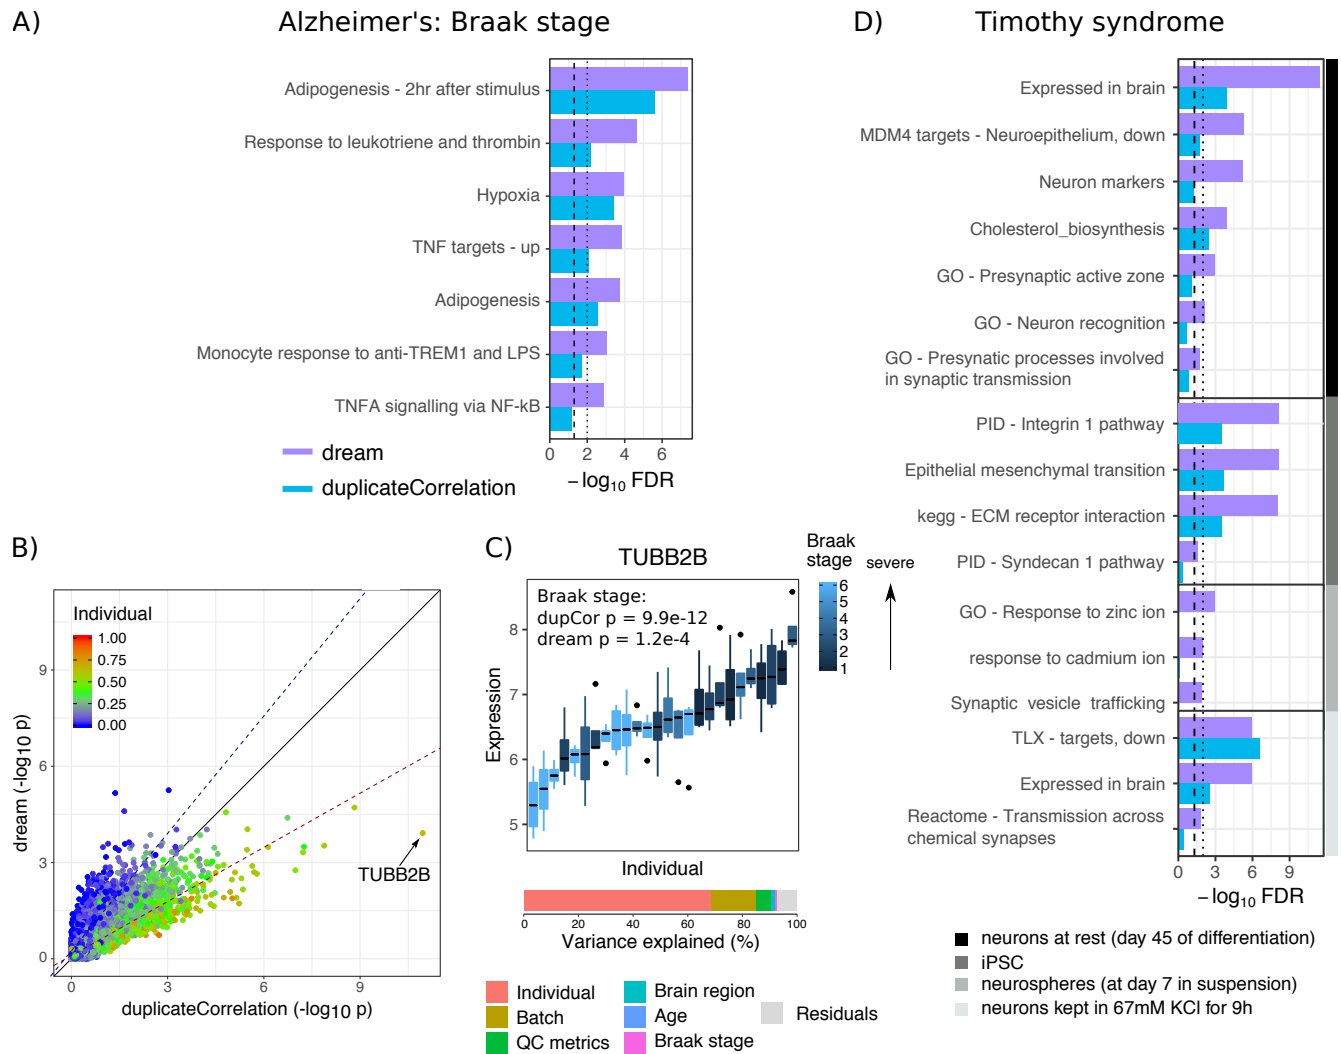 A)
Alzheimer's: Braak stage
Adipogenesis - 2hr after stimulus
Response to leukotriene and thrombin
Hypoxia
TNF targets - up
Adipogenesis
Monocyte response to anti-TREM1 and LPS
TNFA signalling via NF-kB
0 2 4 6
−log10 FDR
dream
duplicateCorrelation
B)
Individual
1.00
0.75
0.50
0.25
0.00
dream (-log10 p)
9
6
3
0
TUBB2B
0 3 6 9
duplicateCorrelation (-log10 p)
C)
TUBB2B
Braak stage:
dupCor p = 9.9e-12
dream p = 1.2e-4
Expression
8
7
6
5
Individual
Braak
stage
6
5
4
3
2
1
severe
0 20 40 60 80 100
Variance explained (%)
Individual
Batch
QC metrics
Brain region
Age
Braak stage
Residuals
D)
Timothy syndrome
Expressed in brain
MDM4 targets - Neuroepithelium, down
Neuron markers
Cholesterol_biosynthesis
GO - Presynaptic active zone
GO - Neuron recognition
GO - Presynatic processes involved
in synaptic transmission
PID - Integrin 1 pathway
Epithelial mesenchymal transition
kegg - ECM receptor interaction
PID - Syndecan 1 pathway
GO - Response to zinc ion
response to cadmium ion
Synaptic vesicle trafficking
TLX - targets, down
Expressed in brain
Reactome - Transmission across
chemical synapses
0 3 6 9
−log10 FDR
neurons at rest (day 45 of differentiation)
iPSC
neurospheres (at day 7 in suspension)
neurons kept in 67mM KCl for 9h